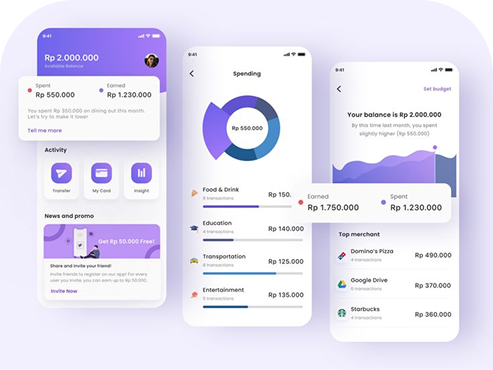 9:41
Rp 2.000.000
Available Balance
Spent
Rp 550.000
Earned
Rp 1.230.000
You spent Rp 350.000 on dining out this month.
Let's try to make it lower
Tell me more
Activity
Transfer
My Card
Insight
News and promo
Get Rp 50.000 Free!
Share and Invite your friend!
Invite friends to register on our app! For every
user you invite, you can earn up to Rp 50.000.
Invite Now
9:41
Spending
Rp 550.000
Food & Drink
Rp 150.
8 transactions
Education
Rp 140.000
4 transactions
Transportation
Rp 125.000
6 transactions
Entertainment
Rp 135.000
9 transactions
9:41
Set budget
Your balance is Rp 2.000.000
By this time last month, you spent
slightly higher (Rp 550.000)
Earned
Rp 1.750.000
Spent
Rp 1.230.000
Top merchant
Domino's Pizza
Rp 490.000
4 transactions
Google Drive
Rp 370.000
4 transactions
Starbucks
Rp 360.000
4 transactions